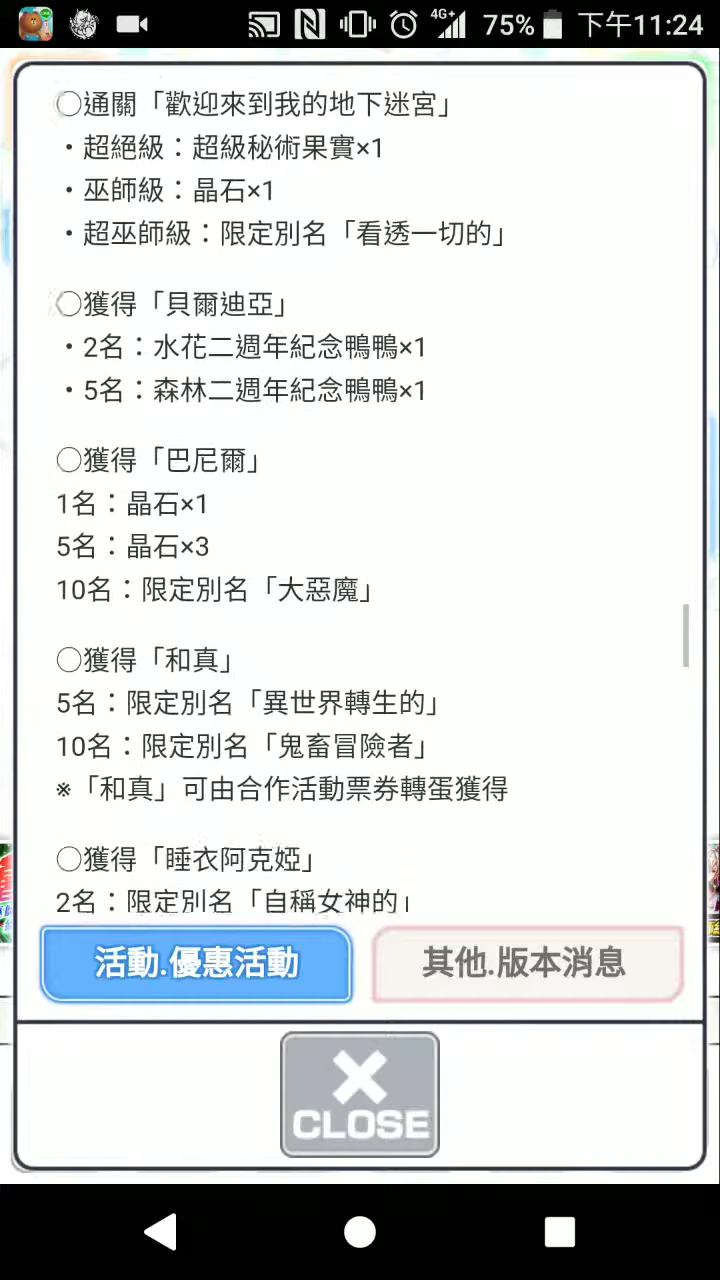 4G+ 75% 下午11:24
○通關「歡迎來到我的地下迷宮」
・超絕級：超級秘術果實×1
・巫師級：晶石×1
・超巫師級：限定別名「看透一切的」
○獲得「貝爾迪亞」
・2名：水花二週年紀念鴨鴨×1
・5名：森林二週年紀念鴨鴨×1
○獲得「巴尼爾」
1名：晶石×1
5名：晶石×3
10名：限定別名「大惡魔」
○獲得「和真」
5名：限定別名「異世界轉生的」
10名：限定別名「鬼畜冒險者」
※「和真」可由合作活動票券轉蛋獲得
○獲得「睡衣阿克婭」
2名：限定別名「自稱女神的」
活動.優惠活動
其他.版本消息
CLOSE